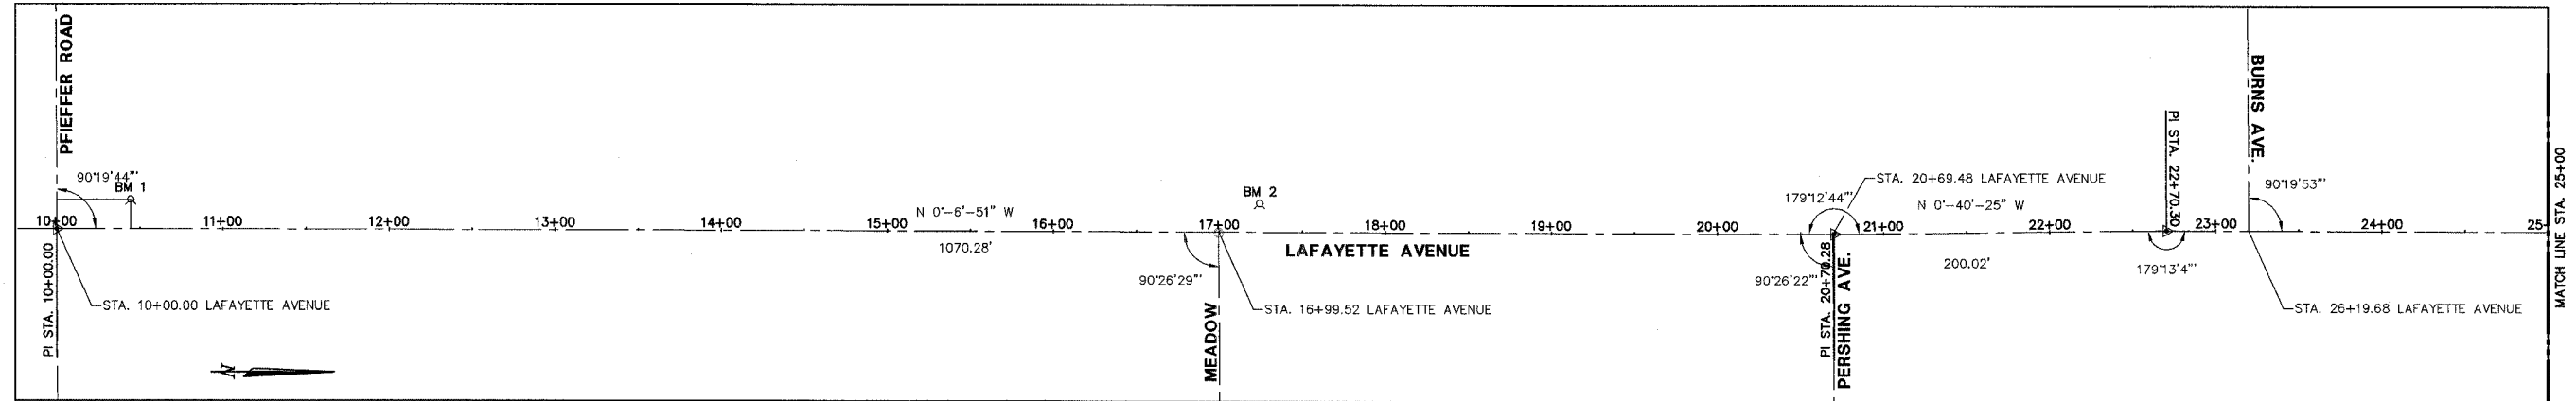 PFIEFFER ROAD
90°19'44"'
BM 1
10+00
11+00
12+00
13+00
14+00
15+00
16+00
17+00
18+00
19+00
20+00
21+00
22+00
23+00
24+00
25-
N 0°-6'-51" W
1070.28'
BM 2
LAFAYETTE AVENUE
179°12'44"'
STA. 20+69.48 LAFAYETTE AVENUE
N 0°-40'-25" W
200.02'
PI STA. 22+70.30
179°13'4"'
BURNS AVE.
90°19'53"'
MATCH LINE STA. 25+00
PI STA. 10+00.00
STA. 10+00.00 LAFAYETTE AVENUE
N
90°26'29"'
MEADOW
STA. 16+99.52 LAFAYETTE AVENUE
90°26'22"'
PI STA. 20+70.28
PERSHING AVE.
STA. 26+19.68 LAFAYETTE AVENUE